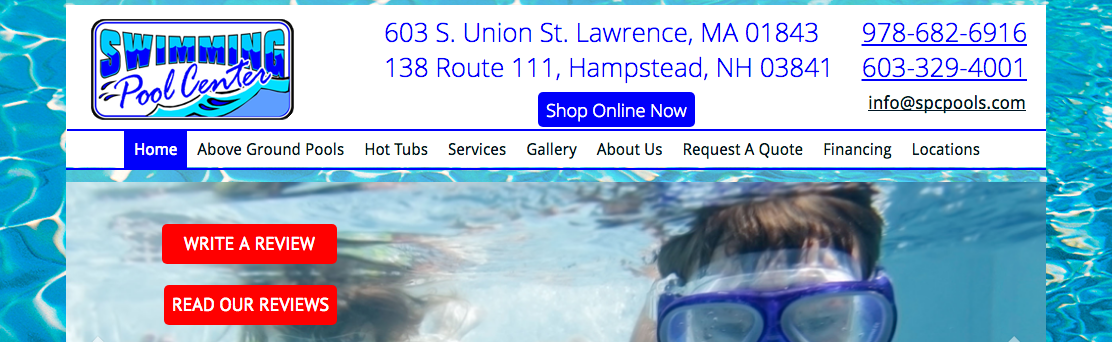 SWIMMING
Pool Center
603 S. Union St. Lawrence, MA 01843
978-682-6916
138 Route 111, Hampstead, NH 03841
603-329-4001
Shop Online Now
info@spcpools.com
Home Above Ground Pools Hot Tubs Services Gallery About Us Request A Quote Financing Locations
WRITE A REVIEW
READ OUR REVIEWS